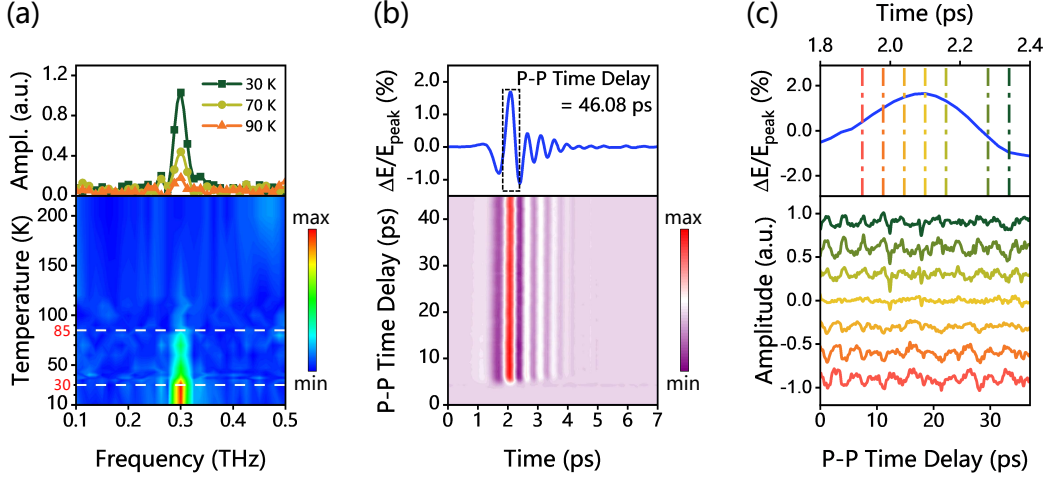 (a)
1.2
0.8
0.4
0.0
Ampl. (a.u.)
30 K
70 K
90 K
200
150
100
85
50
30
10
Temperature (K)
max
min
0.1 0.2 0.3 0.4 0.5
Frequency (THz)
(b)
2.0
1.0
0.0
-1.0
ΔE/Epeak (%)
P-P Time Delay
= 46.08 ps
40
30
20
10
0
P-P Time Delay (ps)
max
min
0 1 2 3 4 5 6 7
Time (ps)
(c)
Time (ps)
1.8 2.0 2.2 2.4
2.0
0.0
-2.0
ΔE/Epeak (%)
1.0
0.5
0.0
-0.5
-1.0
Amplitude (a.u.)
0 10 20 30
P-P Time Delay (ps)